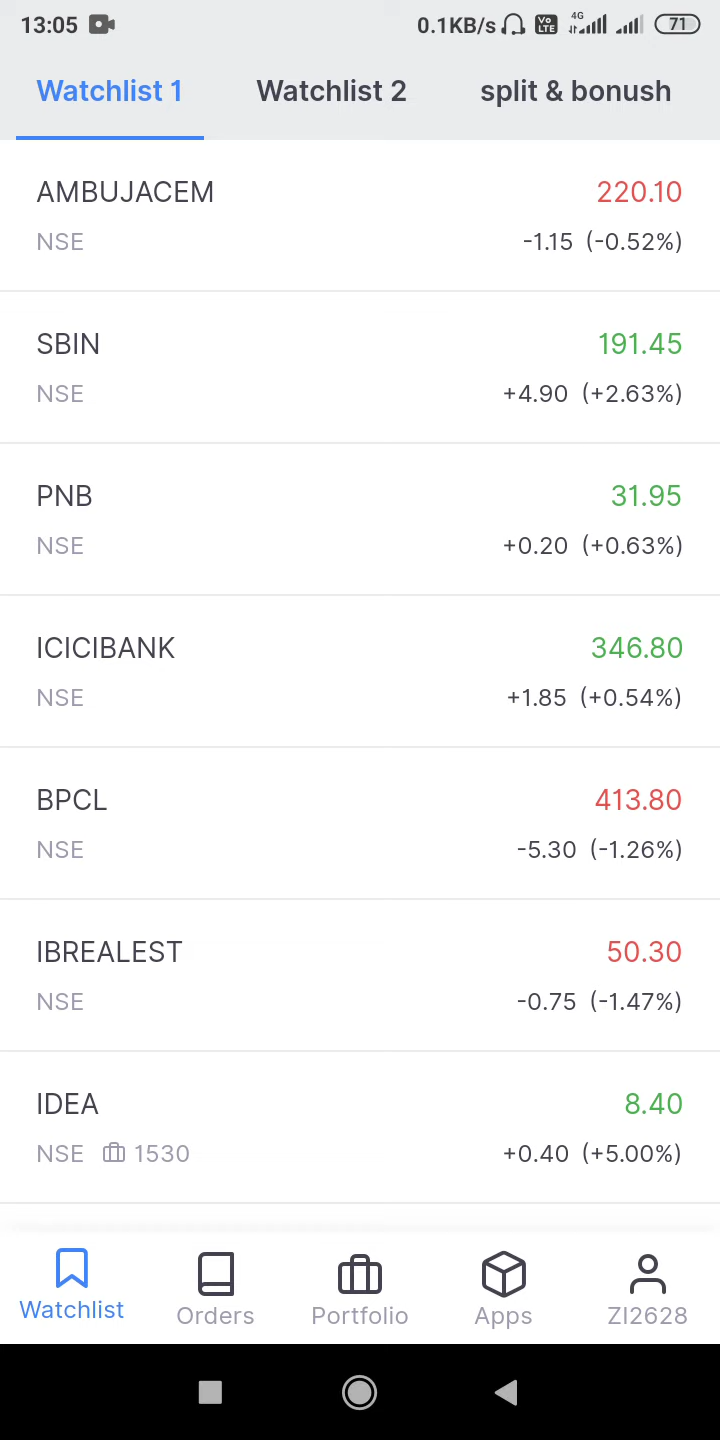 13:05 0.1KB/s Vo LTE 4G 71
Watchlist 1 Watchlist 2 split & bonush
AMBUJACEM 220.10
NSE -1.15 (-0.52%)
SBIN 191.45
NSE +4.90 (+2.63%)
PNB 31.95
NSE +0.20 (+0.63%)
ICICIBANK 346.80
NSE +1.85 (+0.54%)
BPCL 413.80
NSE -5.30 (-1.26%)
IBREALEST 50.30
NSE -0.75 (-1.47%)
IDEA 8.40
NSE 1530 +0.40 (+5.00%)
Watchlist Orders Portfolio Apps ZI2628